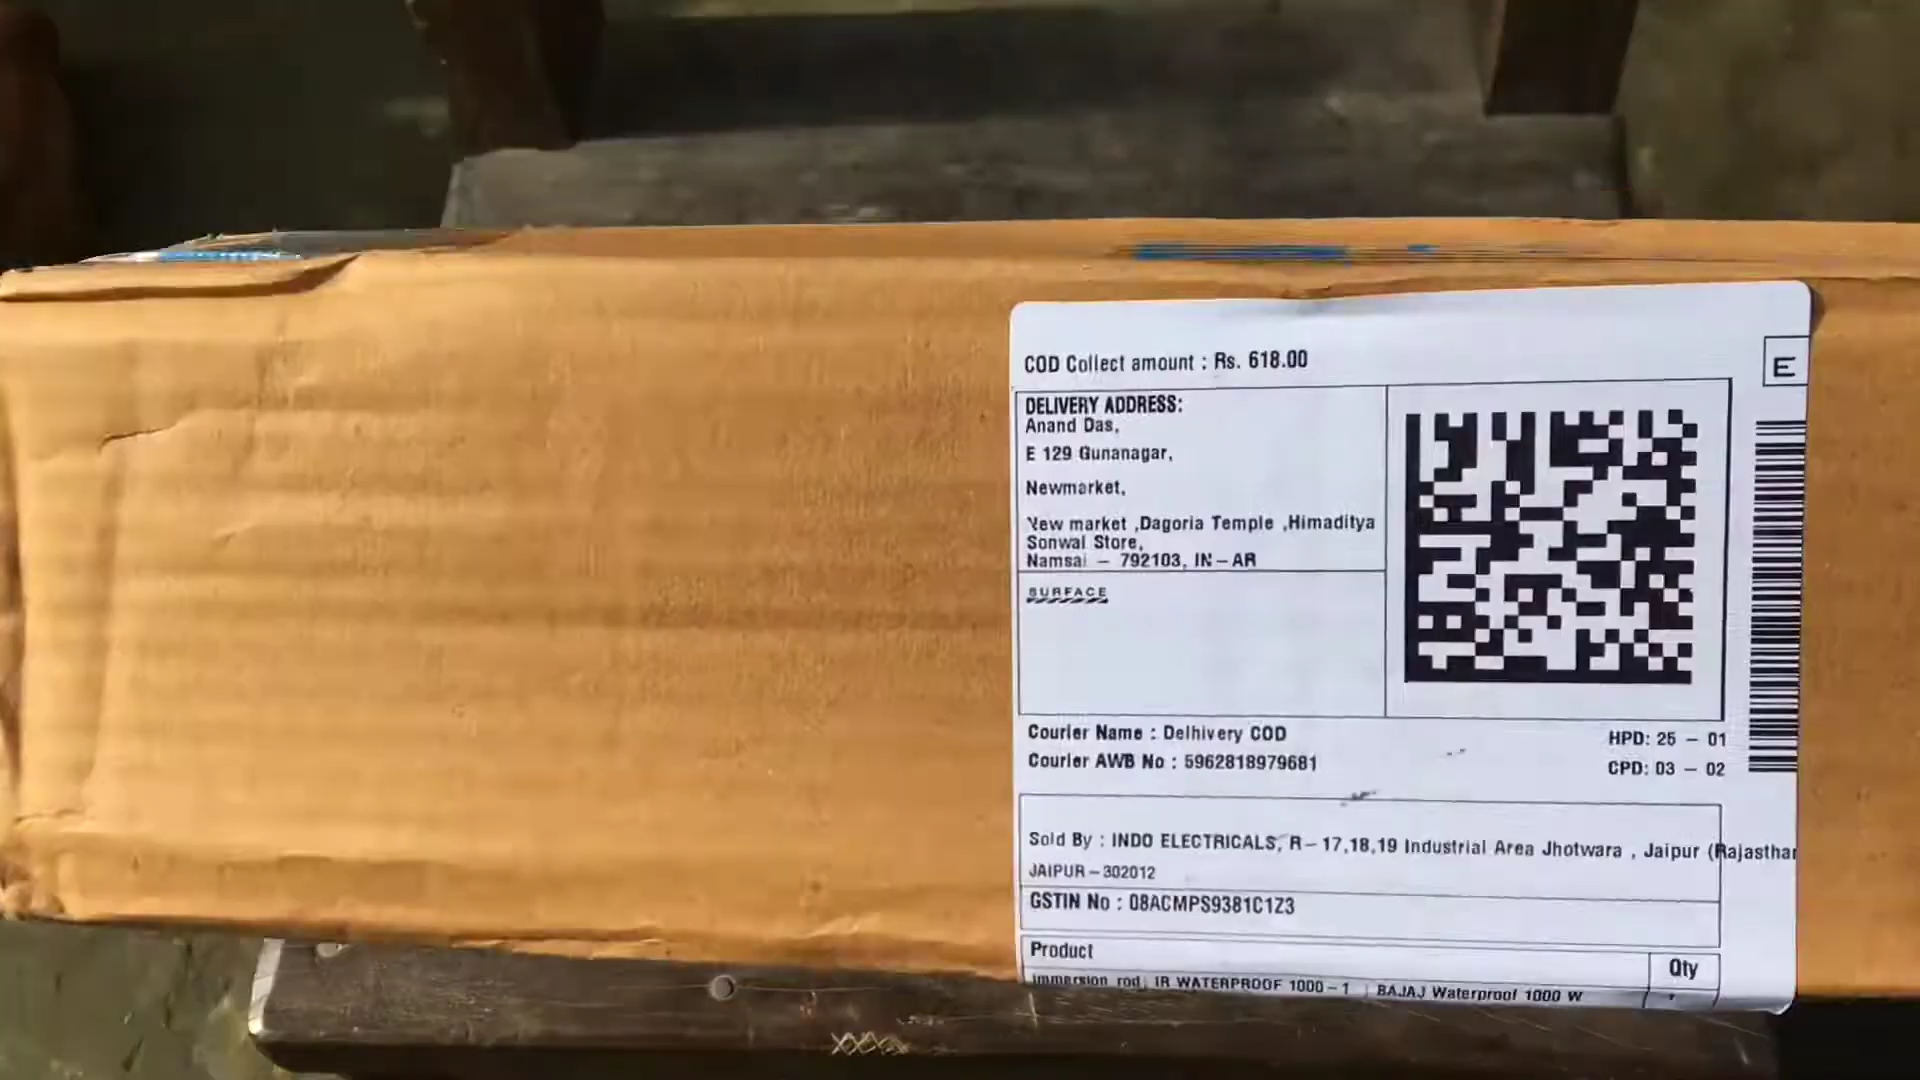 COD Collect amount : Rs. 618.00
E
DELIVERY ADDRESS:
Anand Das,
E 129 Gunanagar,
Newmarket,
New market ,Dagoria Temple ,Himaditya
Sonwal Store,
Namsai – 792103, IN–AR
SURFACE
Courier Name : Delhivery COD
Courier AWB No : 5962818979681
HPD: 25 – 01
CPD: 03 – 02
Sold By : INDO ELECTRICALS, R–17,18,19 Industrial Area Jhotwara , Jaipur (Rajasthan
JAIPUR–302012
GSTIN No : 08ACMPS9381C1Z3
Product
Qty
immersion rod| IR WATERPROOF 1000–1 | BAJAJ Waterproof 1000 W